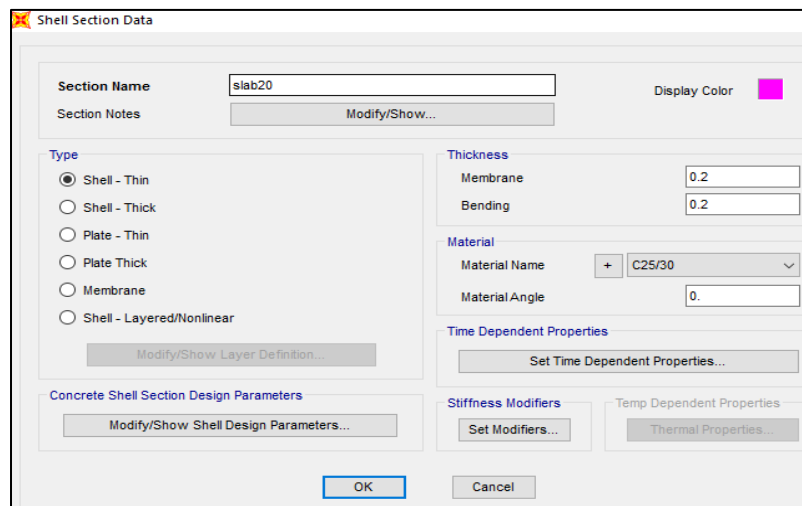 Shell Section Data
Section Name
slab20
Display Color
Section Notes
Modify/Show...
Type
Shell - Thin
Shell - Thick
Plate - Thin
Plate Thick
Membrane
Shell - Layered/Nonlinear
Modify/Show Layer Definition...
Concrete Shell Section Design Parameters
Modify/Show Shell Design Parameters...
Thickness
Membrane
0.2
Bending
0.2
Material
Material Name
+
C25/30
Material Angle
0.
Time Dependent Properties
Set Time Dependent Properties...
Stiffness Modifiers
Set Modifiers...
Temp Dependent Properties
Thermal Properties...
OK
Cancel